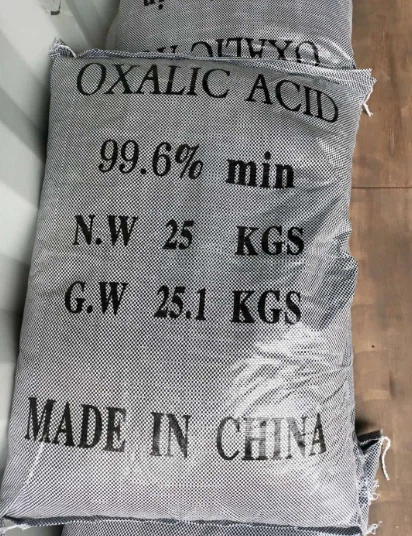 OXALIC ACID
99.6% min
N.W 25 KGS
G.W 25.1 KGS
MADE IN CHINA